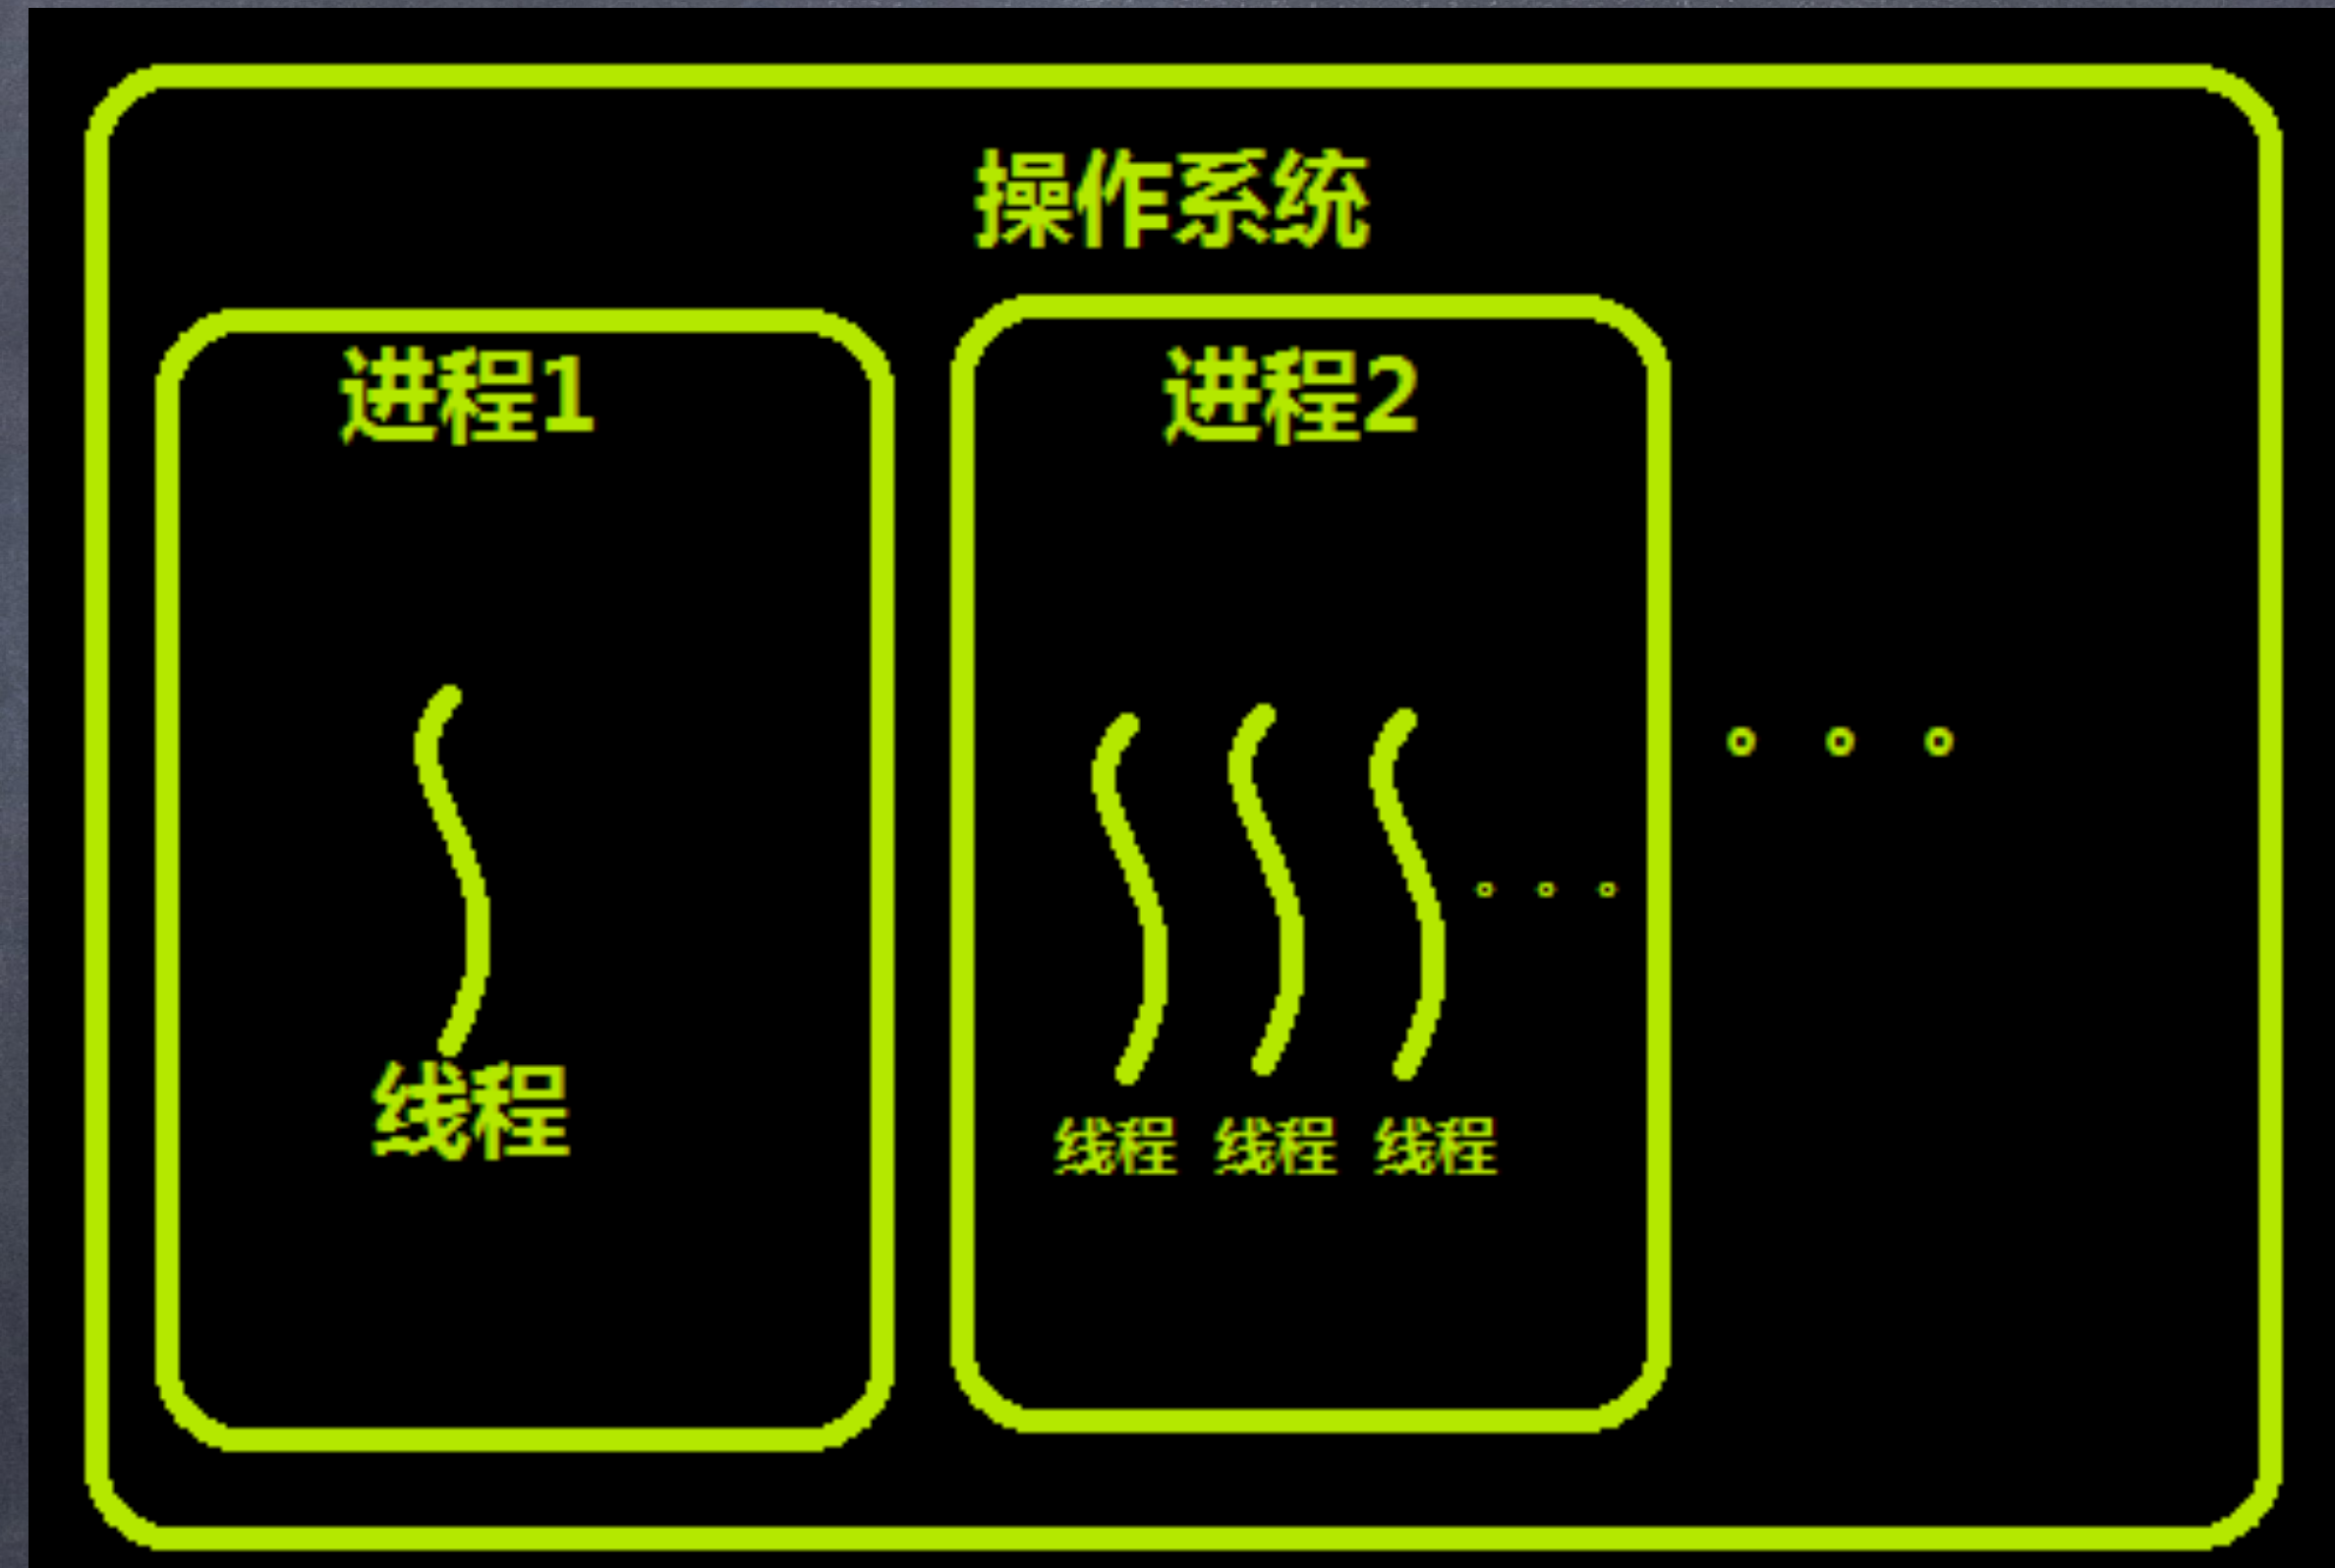 操作系统
进程1
进程2
。。。
。。。
线程
线程 线程 线程